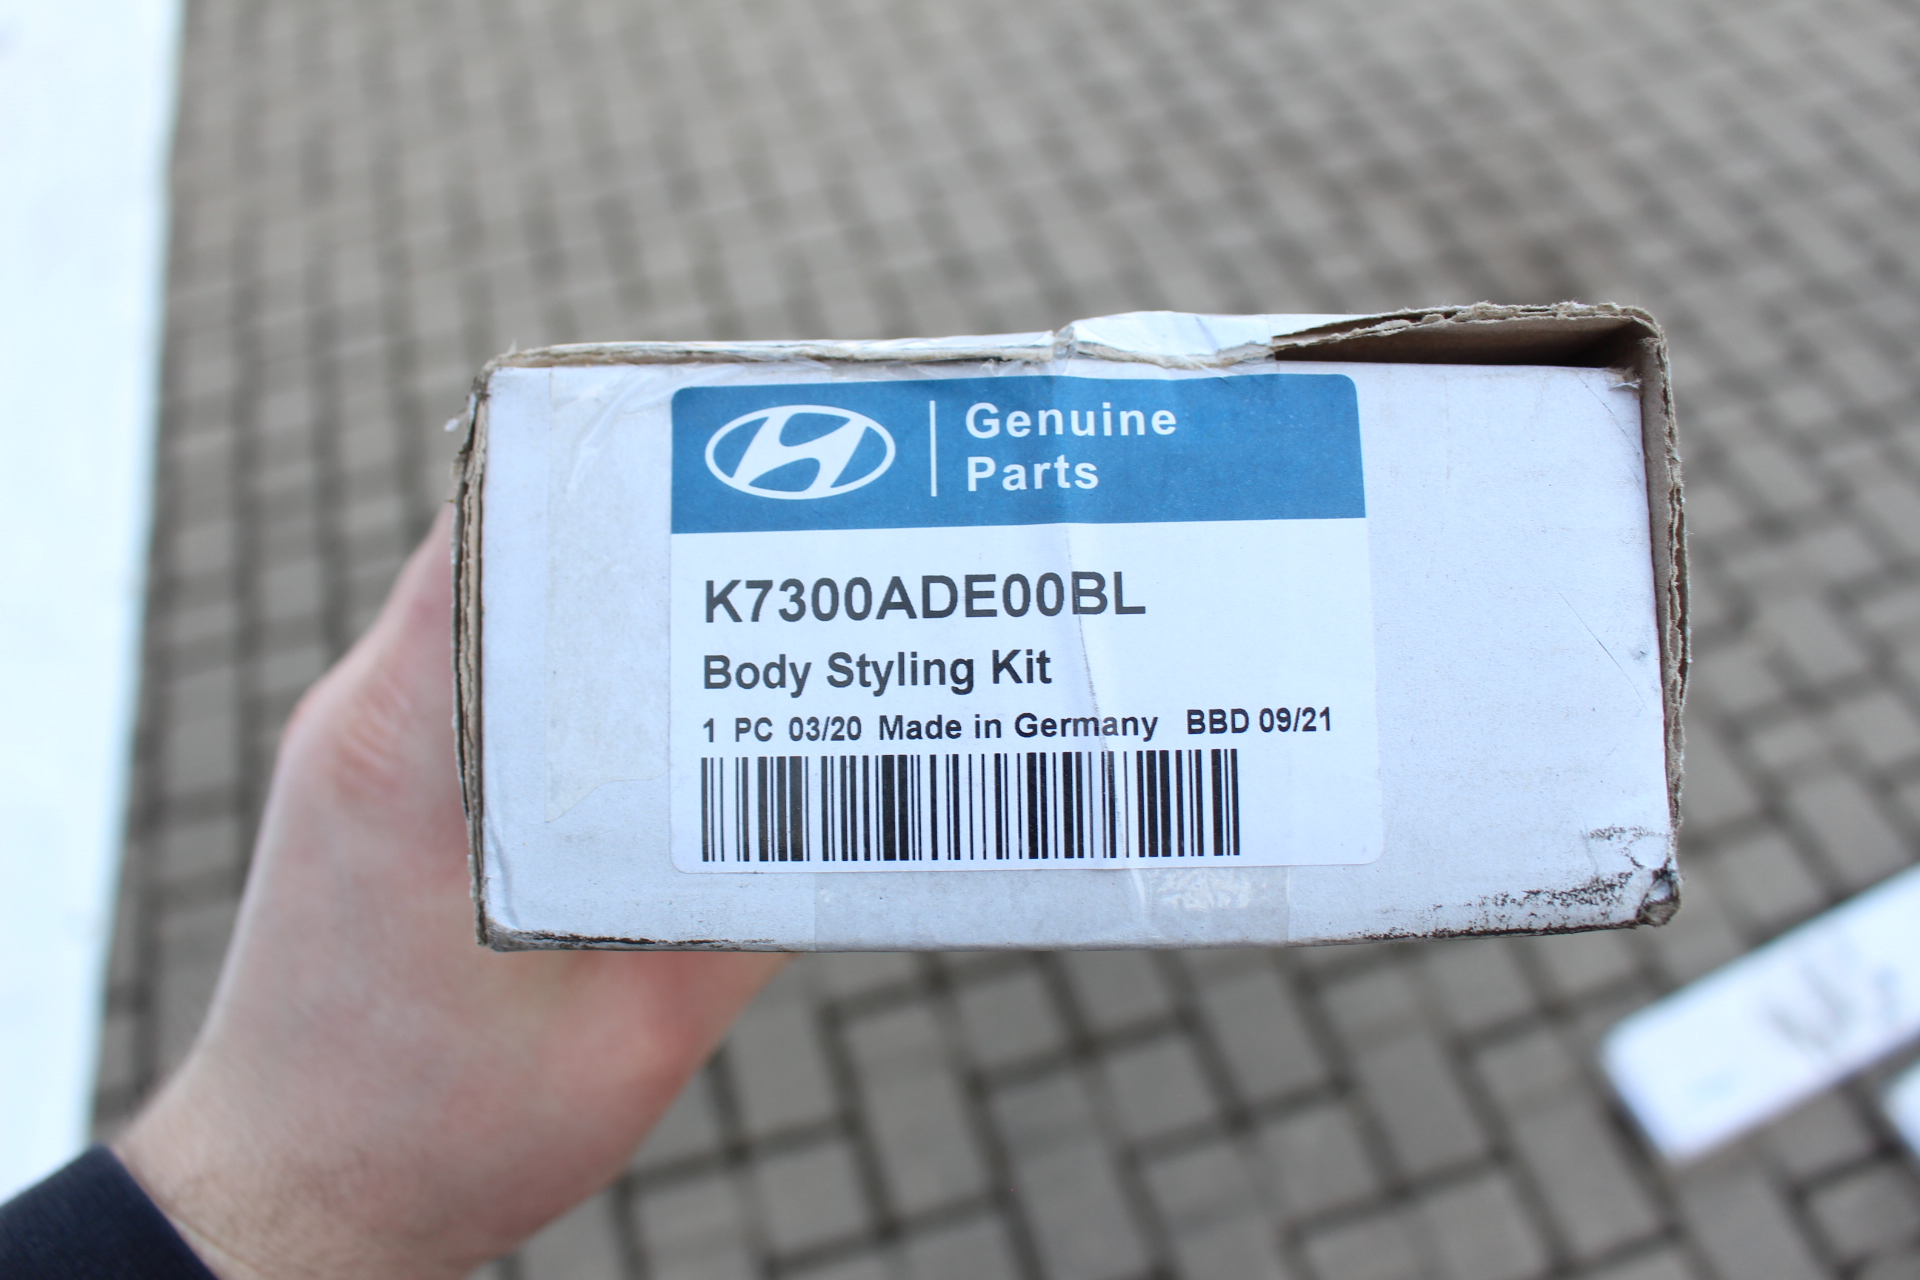 Genuine
Parts
K7300ADE00BL
Body Styling Kit
1 PC 03/20 Made in Germany BBD 09/21